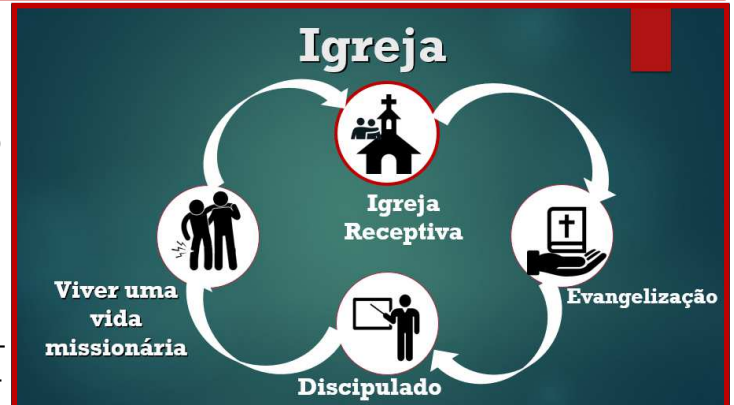 Igreja
Igreja
Receptiva
Evangelização
Discipulado
Viver uma
vida
missionária